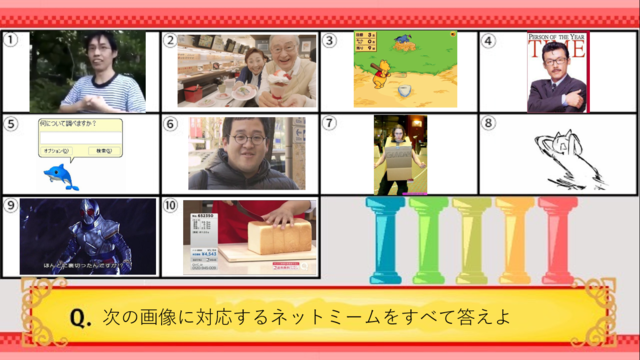 ①
②
③
④
PERSON OF THE YEAR
TIME
⑤
何について調べますか？
オプション(O)
検索(S)
⑥
⑦
⑧
⑨
ほんとに裏切ったんですか！？
⑩
Q. 次の画像に対応するネットミームをすべて答えよ